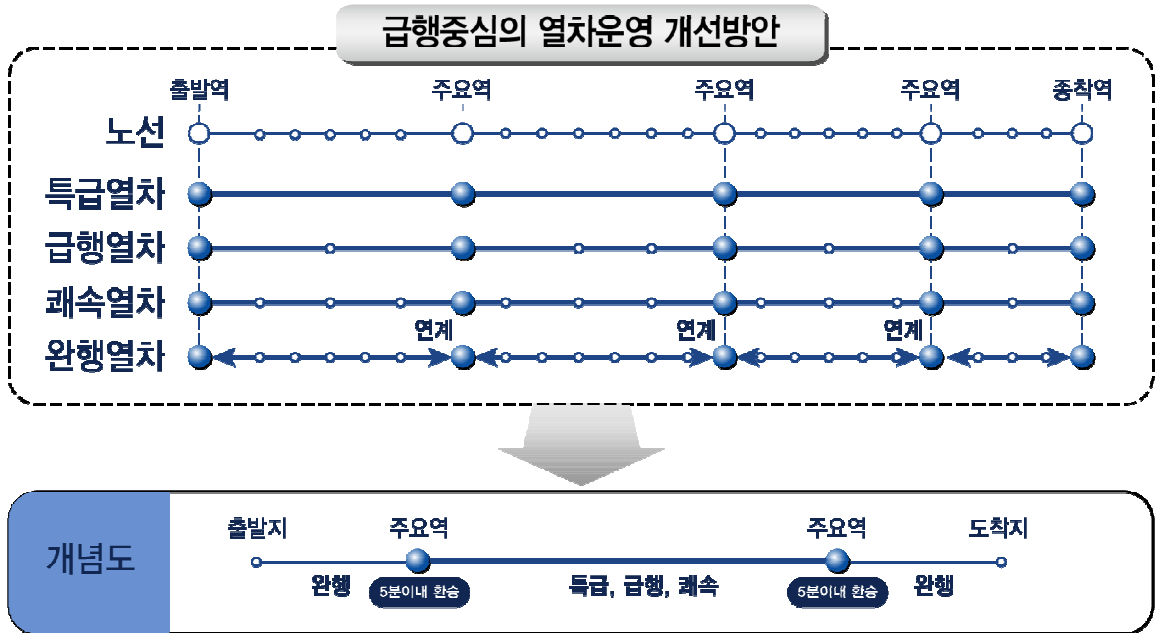 급행중심의 열차운영 개선방안
출발역 주요역 주요역 주요역 종착역
노선
특급열차
급행열차
쾌속열차
연계 연계 연계
완행열차
개념도
출발지 주요역 주요역 도착지
완행 5분이내 환승 특급, 급행, 쾌속 5분이내 환승 완행